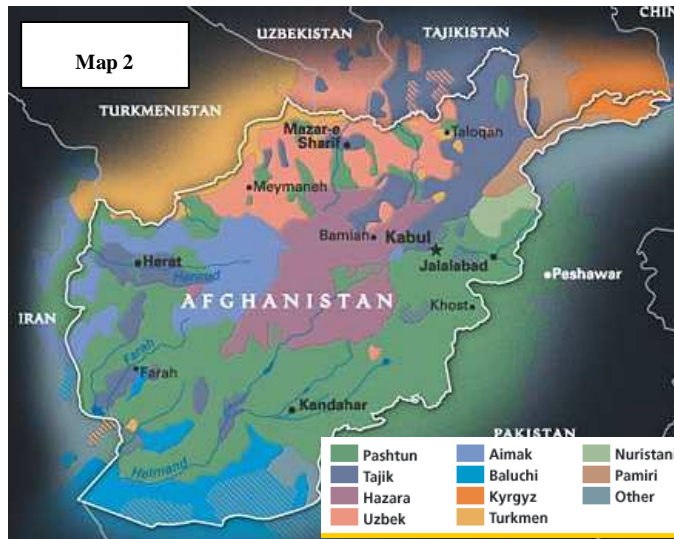 CHIN
UZBEKISTAN
TAJIKISTAN
Map 2
TURKMENISTAN
Mazar-e
Sharif
Taloqan
Meymaneh
Bamian
Kabul
Herat
Harirud
Jalalabad
Peshawar
AFGHANISTAN
Khost
IRAN
Farah
Farah
Kandahar
PAKISTAN
Helmand
Pashtun
Tajik
Hazara
Uzbek
Aimak
Baluchi
Kyrgyz
Turkmen
Nuristani
Pamiri
Other